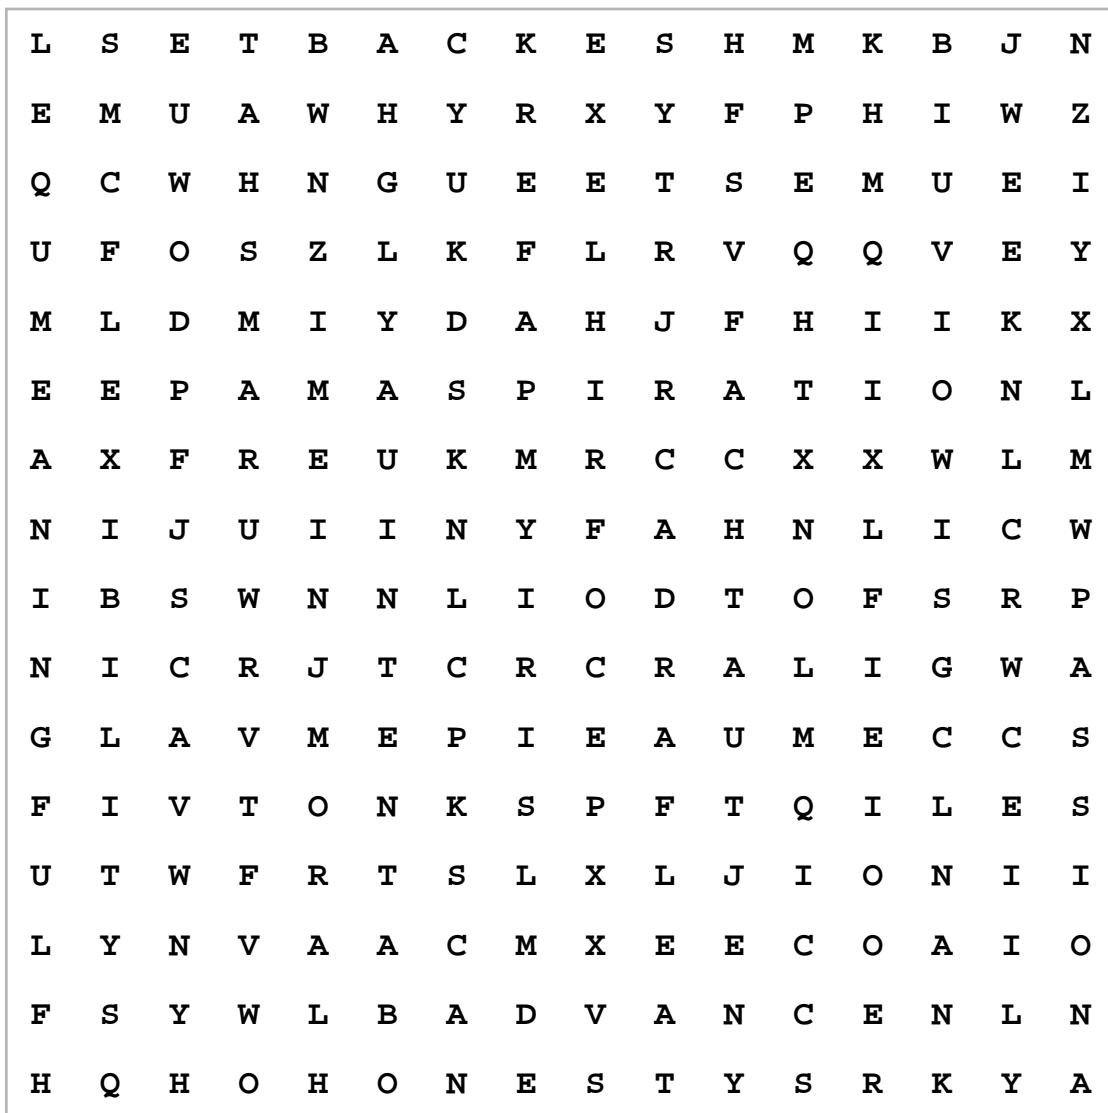 L S E T B A C K E S H M K B J N
E M U A W H Y R X Y F P H I W Z
Q C W H N G U E E T S E M U E I
U F O S Z L K F L R V Q Q V E Y
M L D M I Y D A H J F H I I K X
E E P A M A S P I R A T I O N L
A X F R E U K M R C C X X W L M
N I J U I I N Y F A H N L I C W
I B S W N N L I O D T O F S R P
N I C R J T C R C R A L I G W A
G L A V M E P I E A U M E C C S
F I V T O N K S P F T Q I L E S
U T W F R T S L X L J I O N I I
L Y N V A A C M X E E C O A I O
F S Y W L B A D V A N C E N L N
H Q H O H O N E S T Y S R K Y A